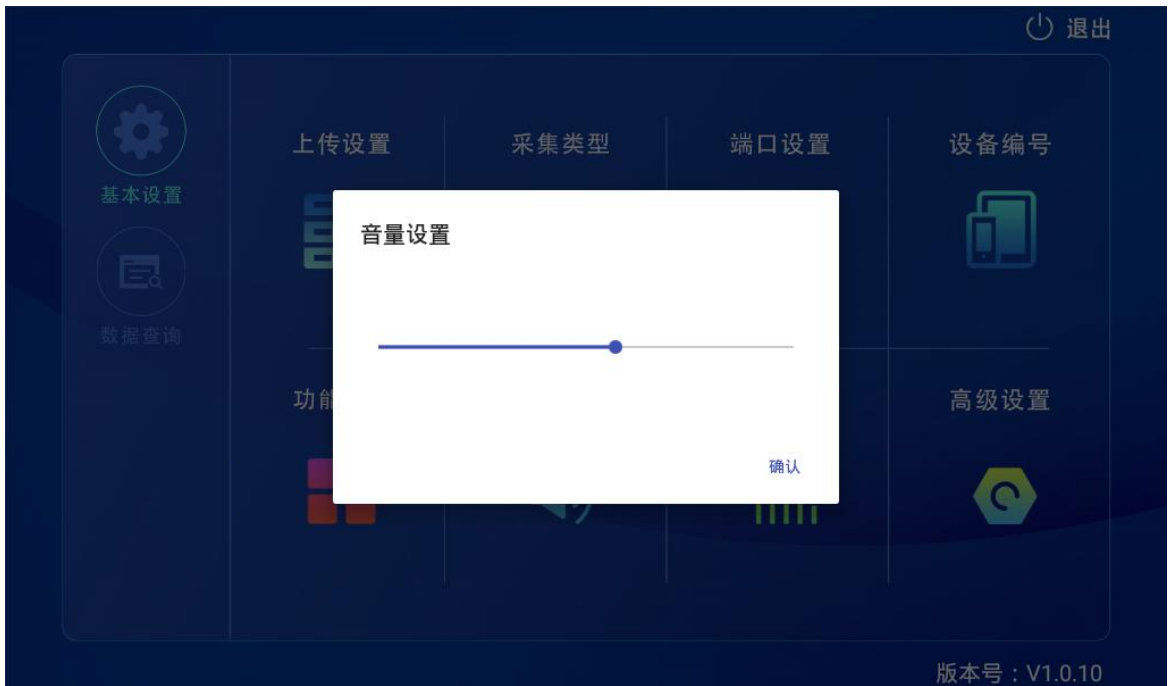 退出
上传设置
采集类型
端口设置
设备编号
基本设置
音量设置
数据查询
功能
高级设置
确认
版本号：V1.0.10